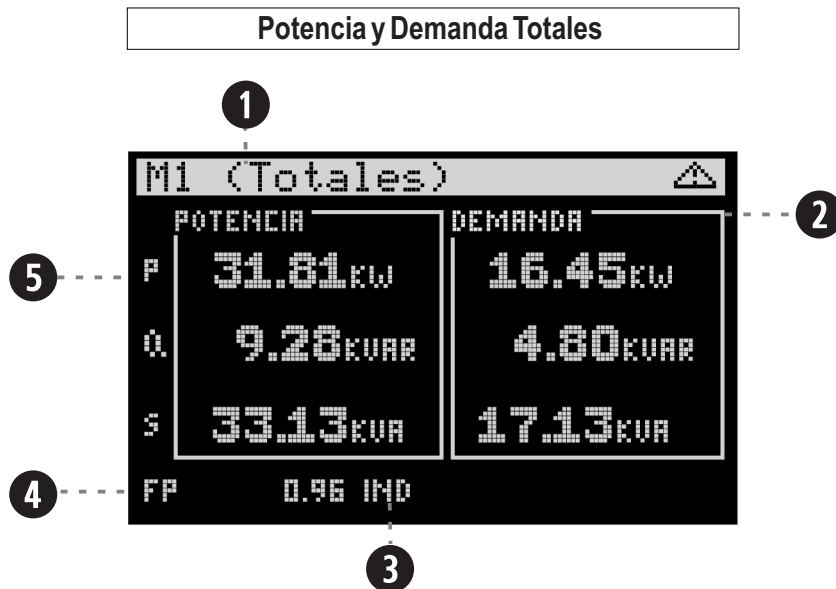 Potencia y Demanda Totales
1
M1 (Totales)
2
POTENCIA DEMANDA
5
P 31.81KW 16.45KW
Q 9.28KVAR 4.80KVAR
S 33.13KVA 17.13KVA
4
FP 0.96 IND
3